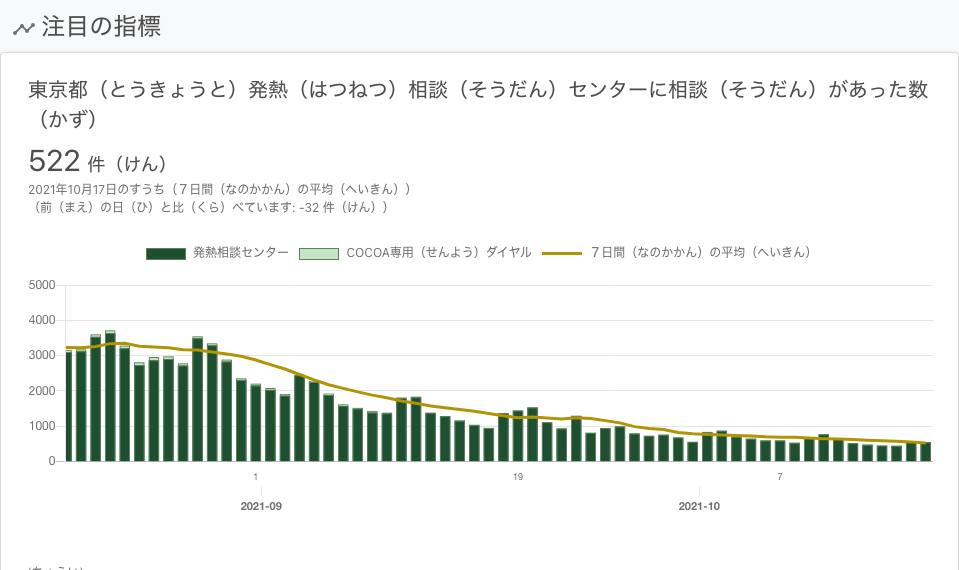 注目の指標
東京都（とうきょうと）発熱（はつねつ）相談（そうだん）センターに相談（そうだん）があった数
（かず）
522 件（けん）
2021年10月17日のすうち（７日間（なのかかん）の平均（へいきん））
（前（まえ）の日（ひ）と比（くら）べています: -32 件（けん））
発熱相談センター COCOA専用（せんよう）ダイヤル ７日間（なのかかん）の平均（へいきん）
5000
4000
3000
2000
1000
0
1 19 7
2021-09 2021-10